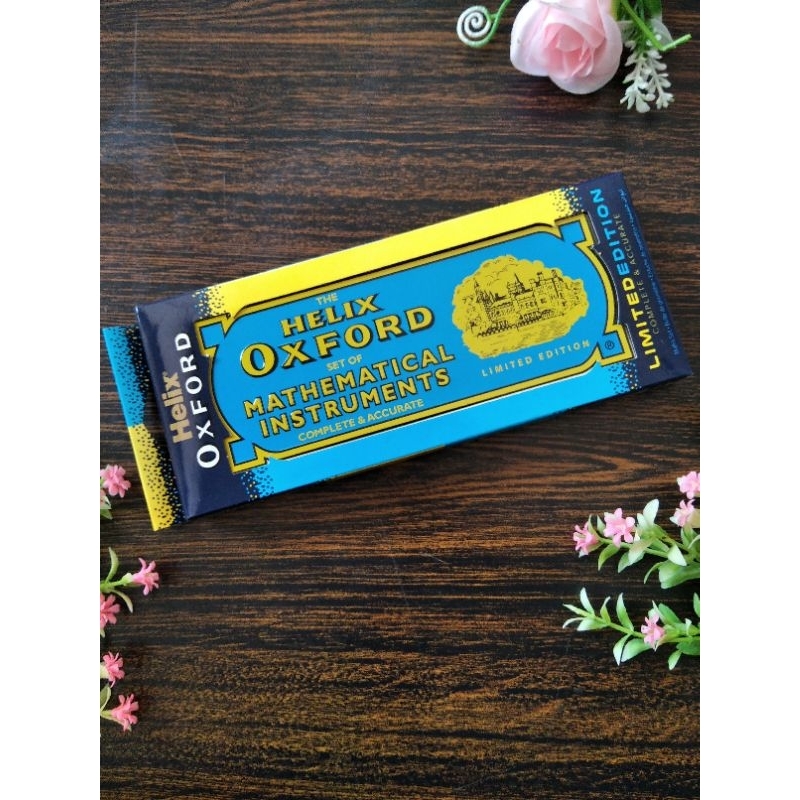 THE
HELIX
OXFORD
SET OF
MATHEMATICAL
INSTRUMENTS
COMPLETE & ACCURATE
LIMITED EDITION
®
Helix®
OXFORD
LIMITEDEDITION
COMPLETE & ACCURATE